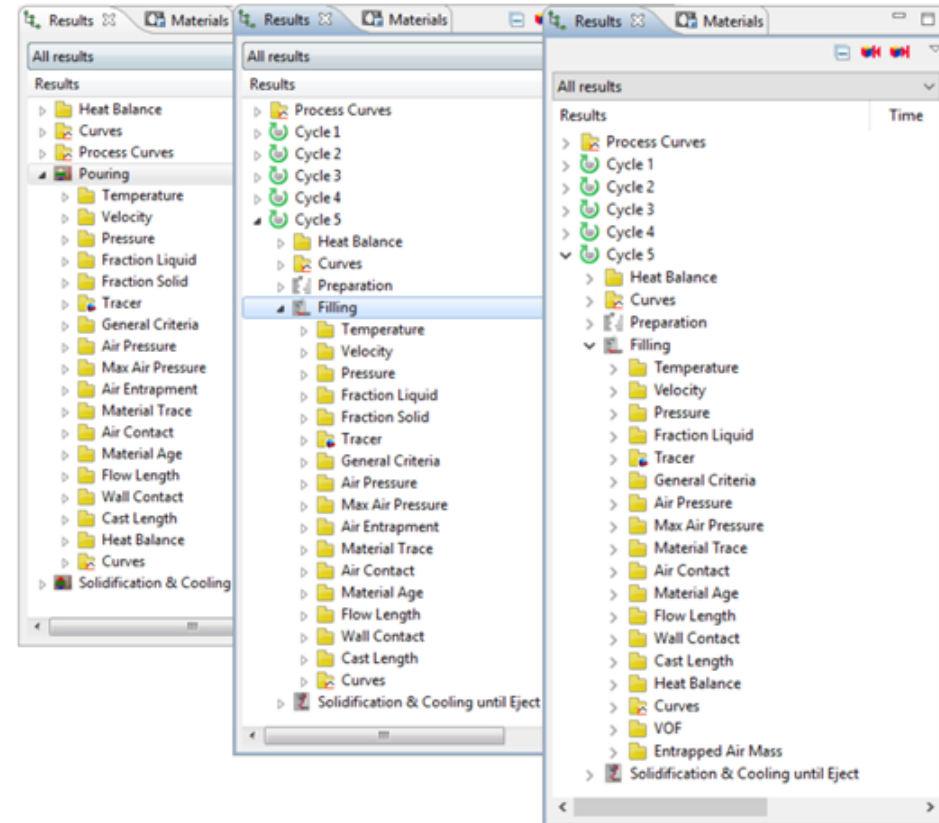 Results Materials
All results
Results
Heat Balance
Curves
Process Curves
Pouring
Temperature
Velocity
Pressure
Fraction Liquid
Fraction Solid
Tracer
General Criteria
Air Pressure
Max Air Pressure
Air Entrapment
Material Trace
Air Contact
Material Age
Flow Length
Wall Contact
Cast Length
Heat Balance
Curves
Solidification & Cooling
Results Materials
All results
Results
Process Curves
Cycle 1
Cycle 2
Cycle 3
Cycle 4
Cycle 5
Heat Balance
Curves
Preparation
Filling
Temperature
Velocity
Pressure
Fraction Liquid
Fraction Solid
Tracer
General Criteria
Air Pressure
Max Air Pressure
Air Entrapment
Material Trace
Air Contact
Material Age
Flow Length
Wall Contact
Cast Length
Curves
Solidification & Cooling until Eject
Results Materials
All results
Results Time
Process Curves
Cycle 1
Cycle 2
Cycle 3
Cycle 4
Cycle 5
Heat Balance
Curves
Preparation
Filling
Temperature
Velocity
Pressure
Fraction Liquid
Tracer
General Criteria
Air Pressure
Max Air Pressure
Material Trace
Air Contact
Material Age
Flow Length
Wall Contact
Cast Length
Heat Balance
Curves
VOF
Entrapped Air Mass
Solidification & Cooling until Eject